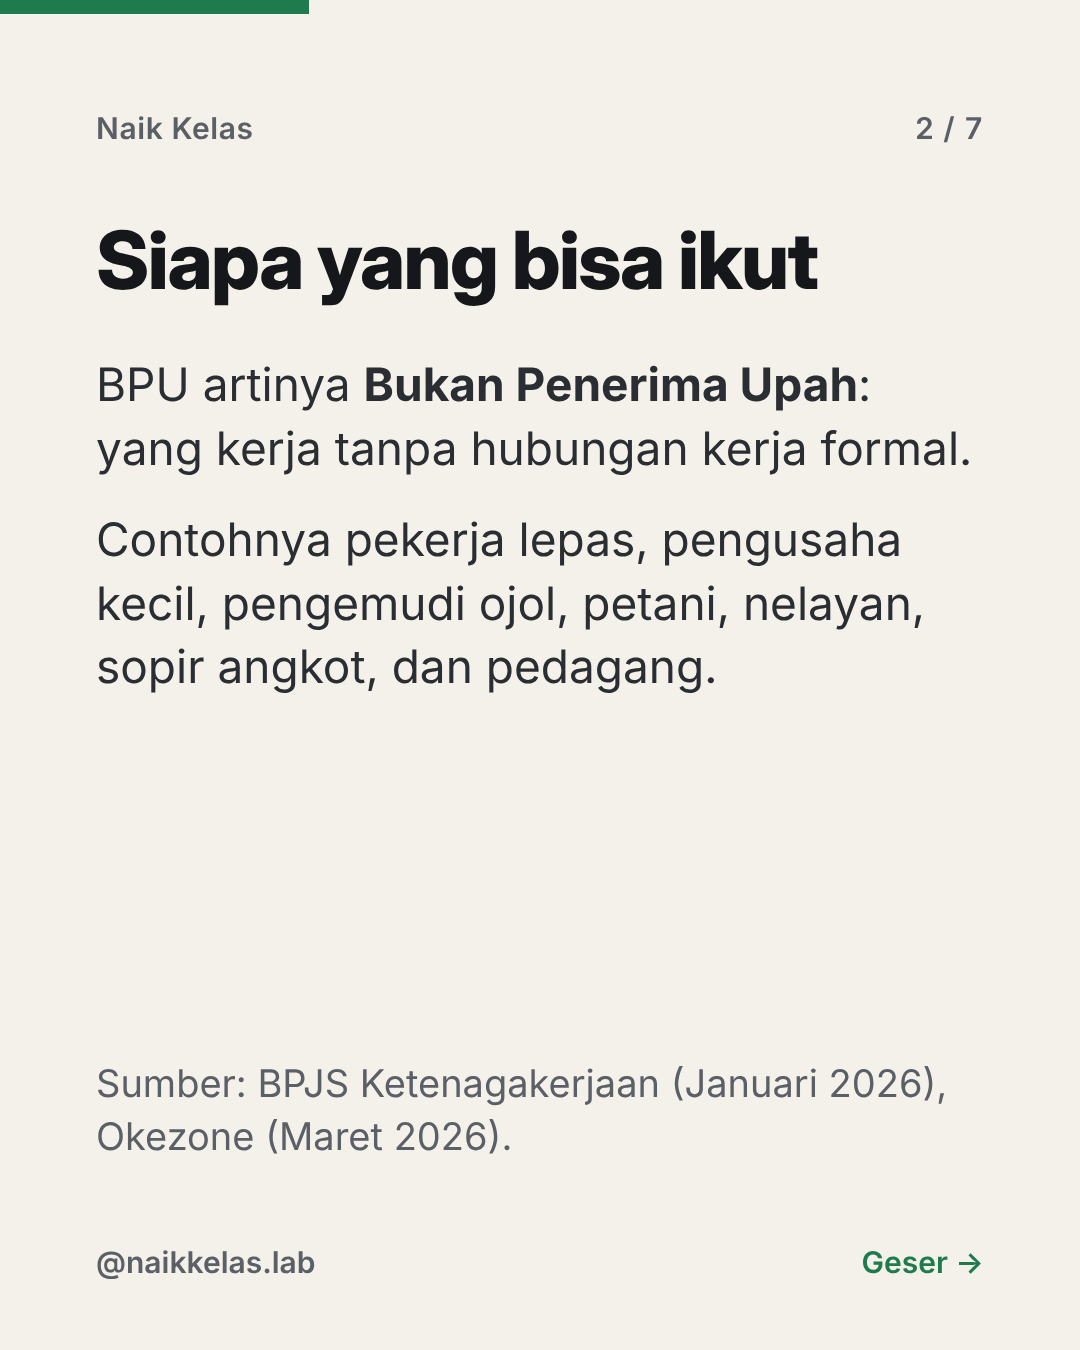 Naik Kelas
2 / 7
Siapa yang bisa ikut
BPU artinya Bukan Penerima Upah:
yang kerja tanpa hubungan kerja formal.
Contohnya pekerja lepas, pengusaha
kecil, pengemudi ojol, petani, nelayan,
sopir angkot, dan pedagang.
Sumber: BPJS Ketenagakerjaan (Januari 2026),
Okezone (Maret 2026).
@naikkelas.lab
Geser →